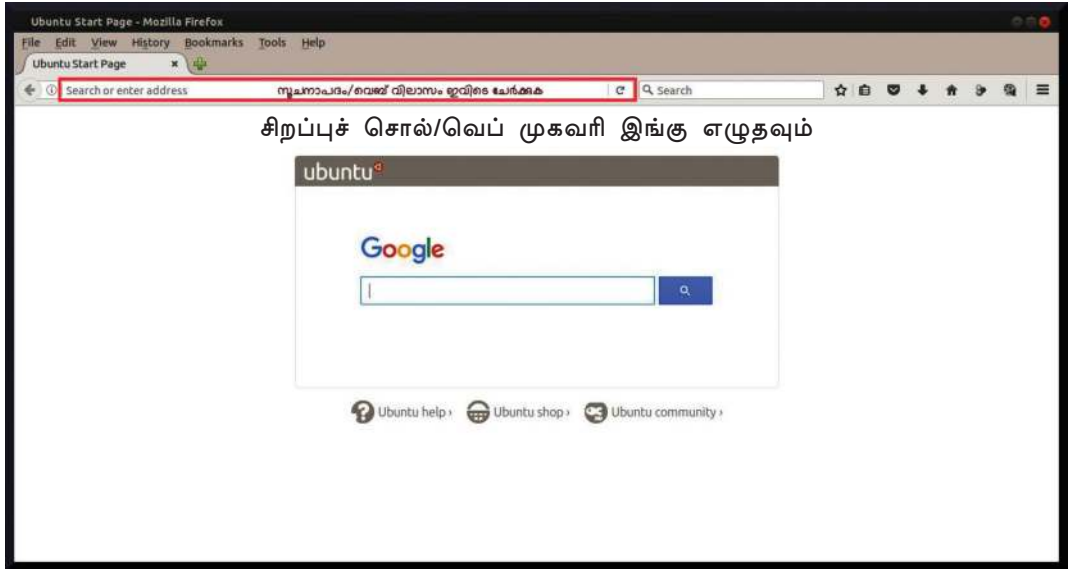 Ubuntu Start Page - Mozilla Firefox
File Edit View History Bookmarks Tools Help
Ubuntu Start Page
Search or enter address സൂചനാപദം/വെബ് വിലാസം ഇവിടെ ചേർക്കുക Search
சிறப்புச் சொல்/வெப் முகவரி இங்கு எழுதவும்
ubuntu
Google
Ubuntu help › Ubuntu shop › Ubuntu community ›